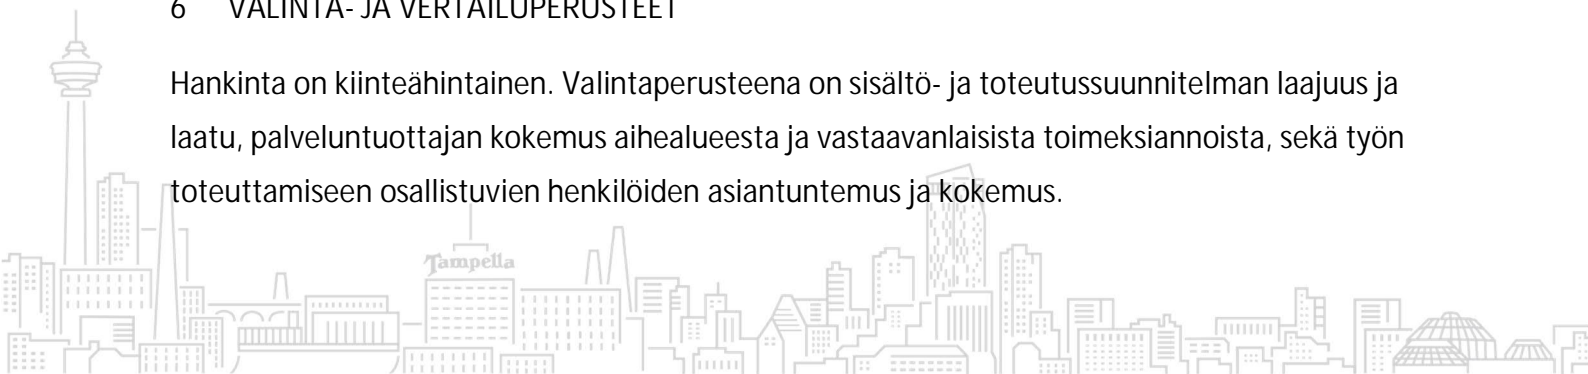 6 VALINTA- JA VERTAILUPERUSTEET
Hankinta on kiinteähintainen. Valintaperusteena on sisältö- ja toteutussuunnitelman laajuus ja
laatu, palveluntuottajan kokemus aihealueesta ja vastaavanlaisista toimeksiannoista, sekä työn
toteuttamiseen osallistuvien henkilöiden asiantuntemus ja kokemus.
Tampella